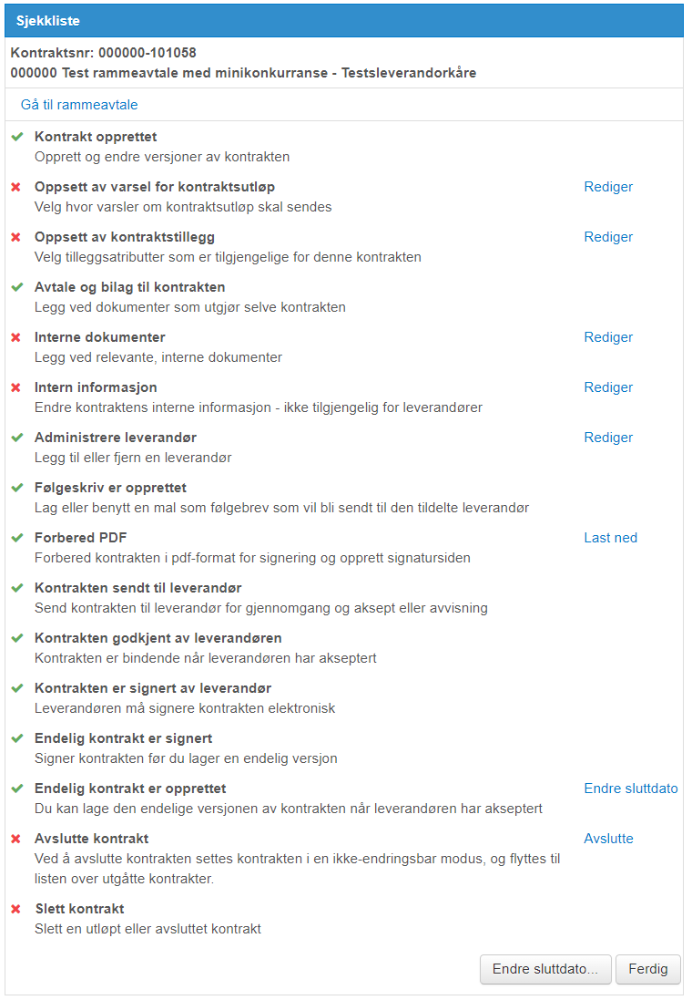 Sjekkliste
Kontraktsnr: 000000-101058
000000 Test rammeavtale med minikonkurranse - Testsleverandorkåre
Gå til rammeavtale
Kontrakt opprettet
Opprett og endre versjoner av kontrakten
Oppsett av varsel for kontraktsutløp Rediger
Velg hvor varsler om kontraktsutløp skal sendes
Oppsett av kontraktstillegg Rediger
Velg tilleggsatributter som er tilgjengelige for denne kontrakten
Avtale og bilag til kontrakten
Legg ved dokumenter som utgjør selve kontrakten
Interne dokumenter Rediger
Legg ved relevante, interne dokumenter
Intern informasjon Rediger
Endre kontraktens interne informasjon - ikke tilgjengelig for leverandører
Administrere leverandør Rediger
Legg til eller fjern en leverandør
Følgeskriv er opprettet
Lag eller benytt en mal som følgebrev som vil bli sendt til den tildelte leverandør
Forbered PDF Last ned
Forbered kontrakten i pdf-format for signering og opprett signatursiden
Kontrakten sendt til leverandør
Send kontrakten til leverandør for gjennomgang og aksept eller avvisning
Kontrakten godkjent av leverandøren
Kontrakten er bindende når leverandøren har akseptert
Kontrakten er signert av leverandør
Leverandøren må signere kontrakten elektronisk
Endelig kontrakt er signert
Signer kontrakten før du lager en endelig versjon
Endelig kontrakt er opprettet Endre sluttdato
Du kan lage den endelige versjonen av kontrakten når leverandøren har akseptert
Avslutte kontrakt Avslutte
Ved å avslutte kontrakten settes kontrakten i en ikke-endringsbar modus, og flyttes til
listen over utgåtte kontrakter.
Slett kontrakt
Slett en utløpt eller avsluttet kontrakt
Endre sluttdato... Ferdig